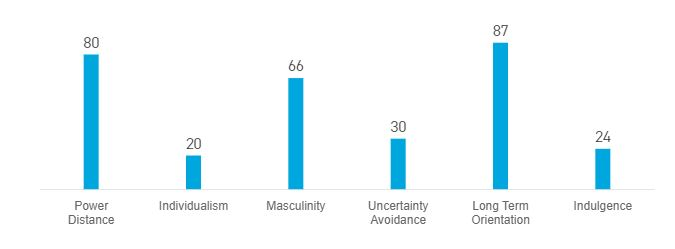 80
20
66
30
87
24
Power
Distance
Individualism
Masculinity
Uncertainty
Avoidance
Long Term
Orientation
Indulgence